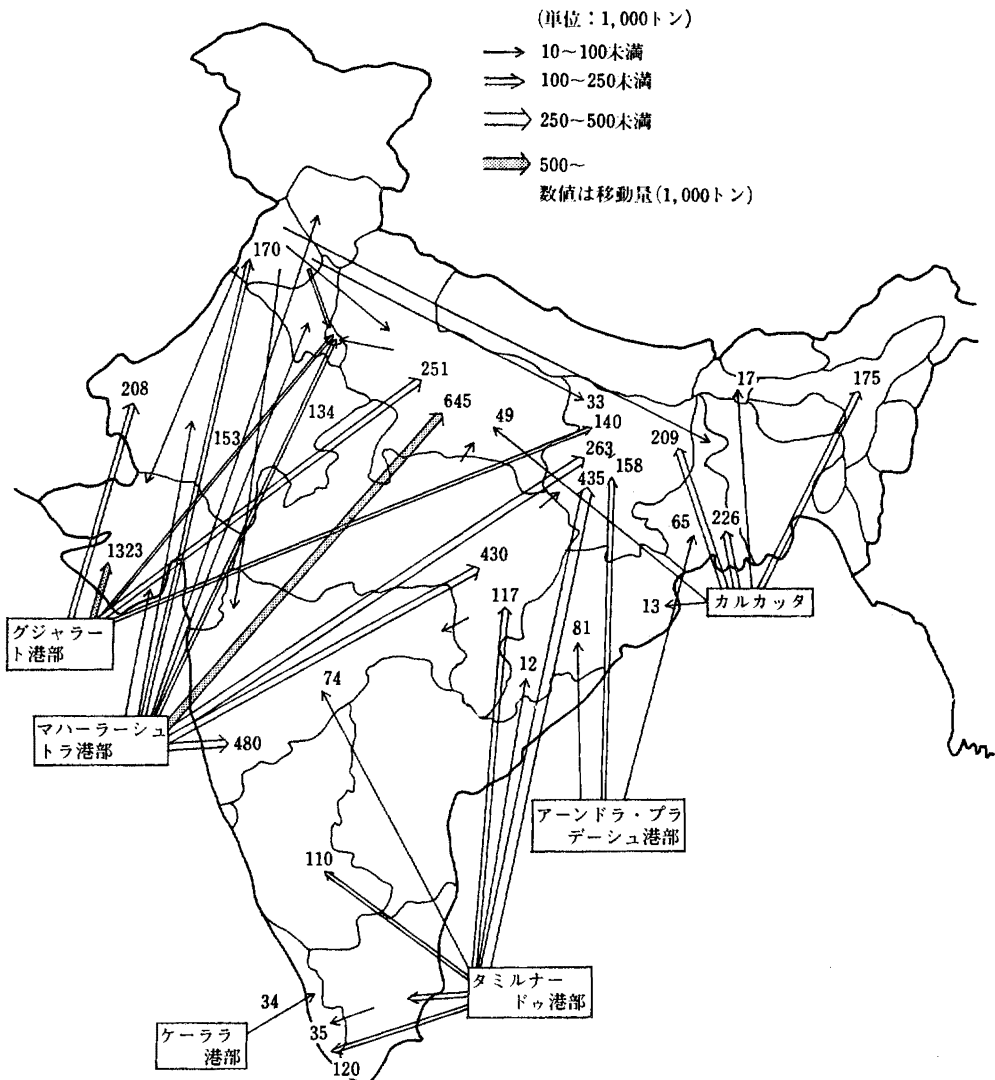 (単位：1,000トン)
10～100未満
100～250未満
250～500未満
500～
数値は移動量(1,000トン)
170
208
153
134
251
645
49
33
140
263
435
158
209
17
175
65
226
1323
430
117
13
81
12
74
480
110
34
35
120
カルカッタ
グジャラー
ト港部
マハーラーシュ
トラ港部
アーンドラ・プラ
デーシュ港部
タミルナー
ドゥ港部
ケーララ
港部